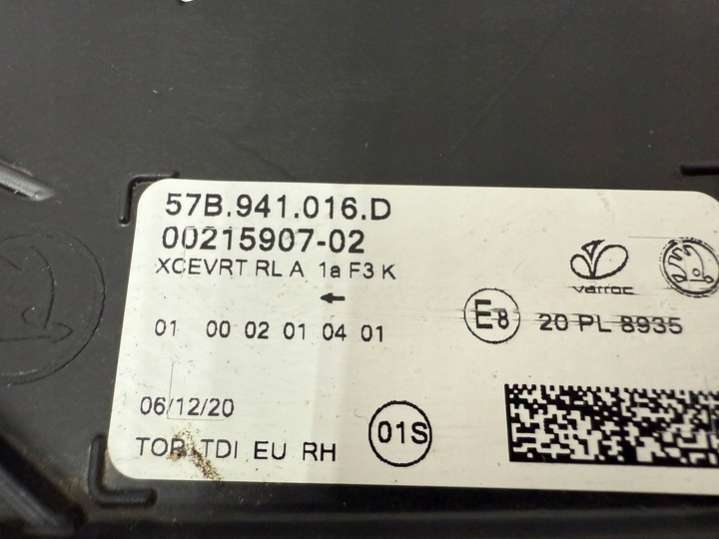 57B.941.016.D
00215907-02
XCEVRT RL A 1a F3 K
varroc
E8 20 PL 8935
01 00 02 01 04 01
06/12/20
01S
TOP TDI EU RH